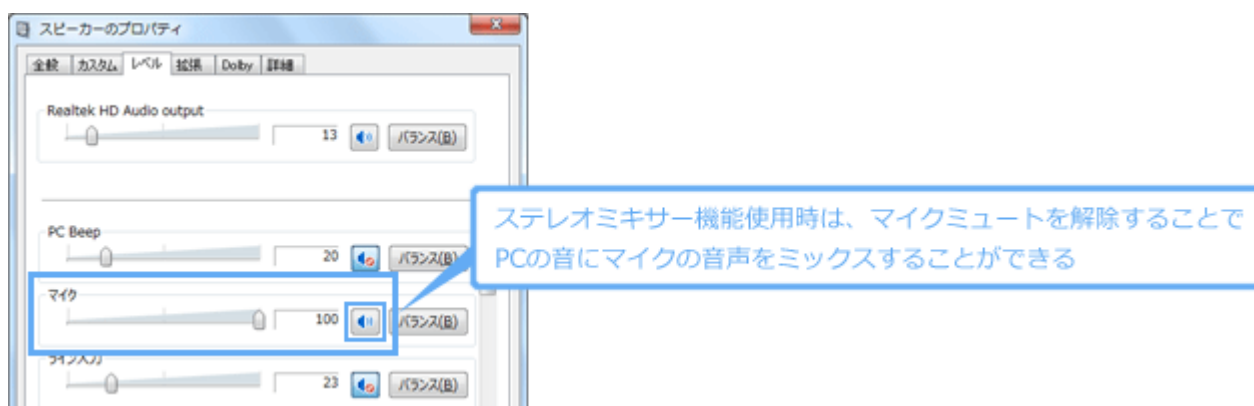 スピーカーのプロパティ
全般 カスタム レベル 拡張 Dolby 詳細
Realtek HD Audio output
13 バランス(B)
ステレオミキサー機能使用時は、マイクミュートを解除することで
PCの音にマイクの音声をミックスすることができる
PC Beep
20 バランス(B)
マイク
100 バランス(B)
ライン入力
23 バランス(B)